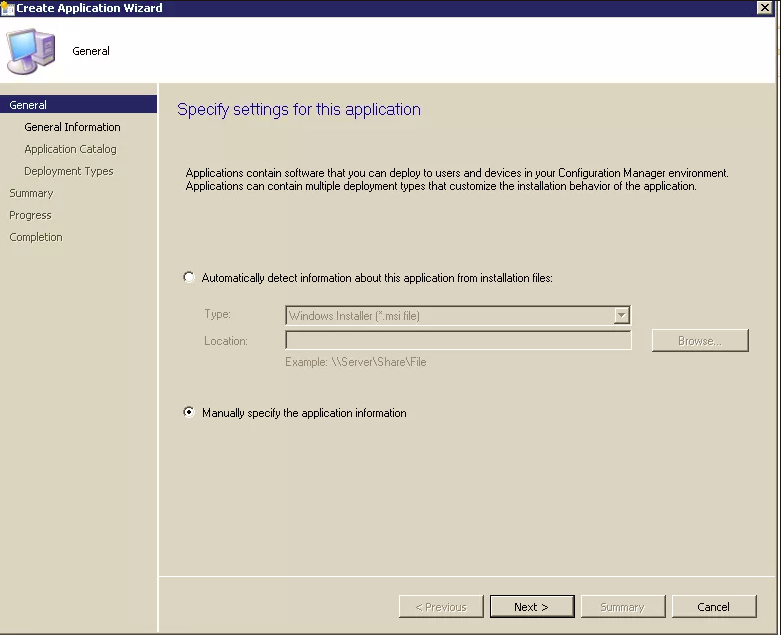 Create Application Wizard
General
General
General Information
Application Catalog
Deployment Types
Summary
Progress
Completion
Specify settings for this application
Applications contain software that you can deploy to users and devices in your Configuration Manager environment.
Applications can contain multiple deployment types that customize the installation behavior of the application.
Automatically detect information about this application from installation files:
Type:
Windows Installer (*.msi file)
Location:
Browse...
Example: \\Server\Share\File
Manually specify the application information
< Previous
Next >
Summary
Cancel